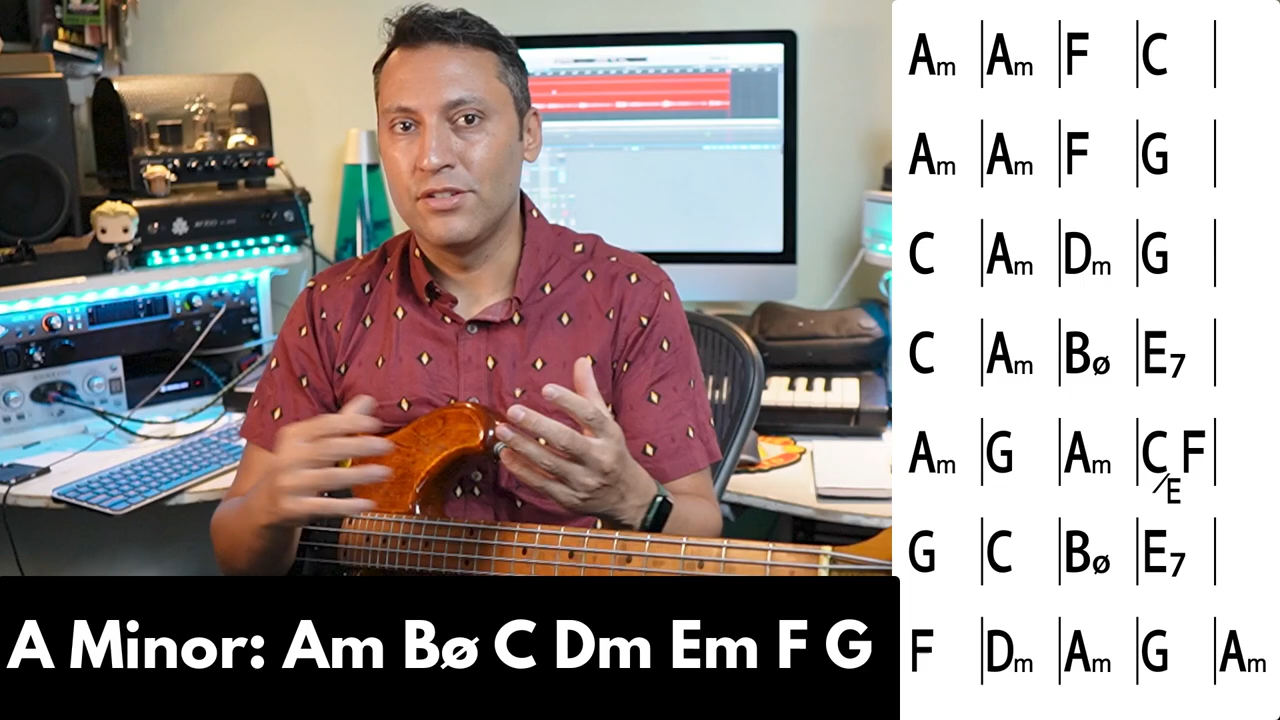 Am |Am |F |C |
Am |Am |F |G |
C |Am |Dm |G |
C |Am |Bø |E7 |
Am |G |Am |C/E F|
G |C |Bø |E7 |
F |Dm |Am |G |Am
A Minor: Am Bø C Dm Em F G